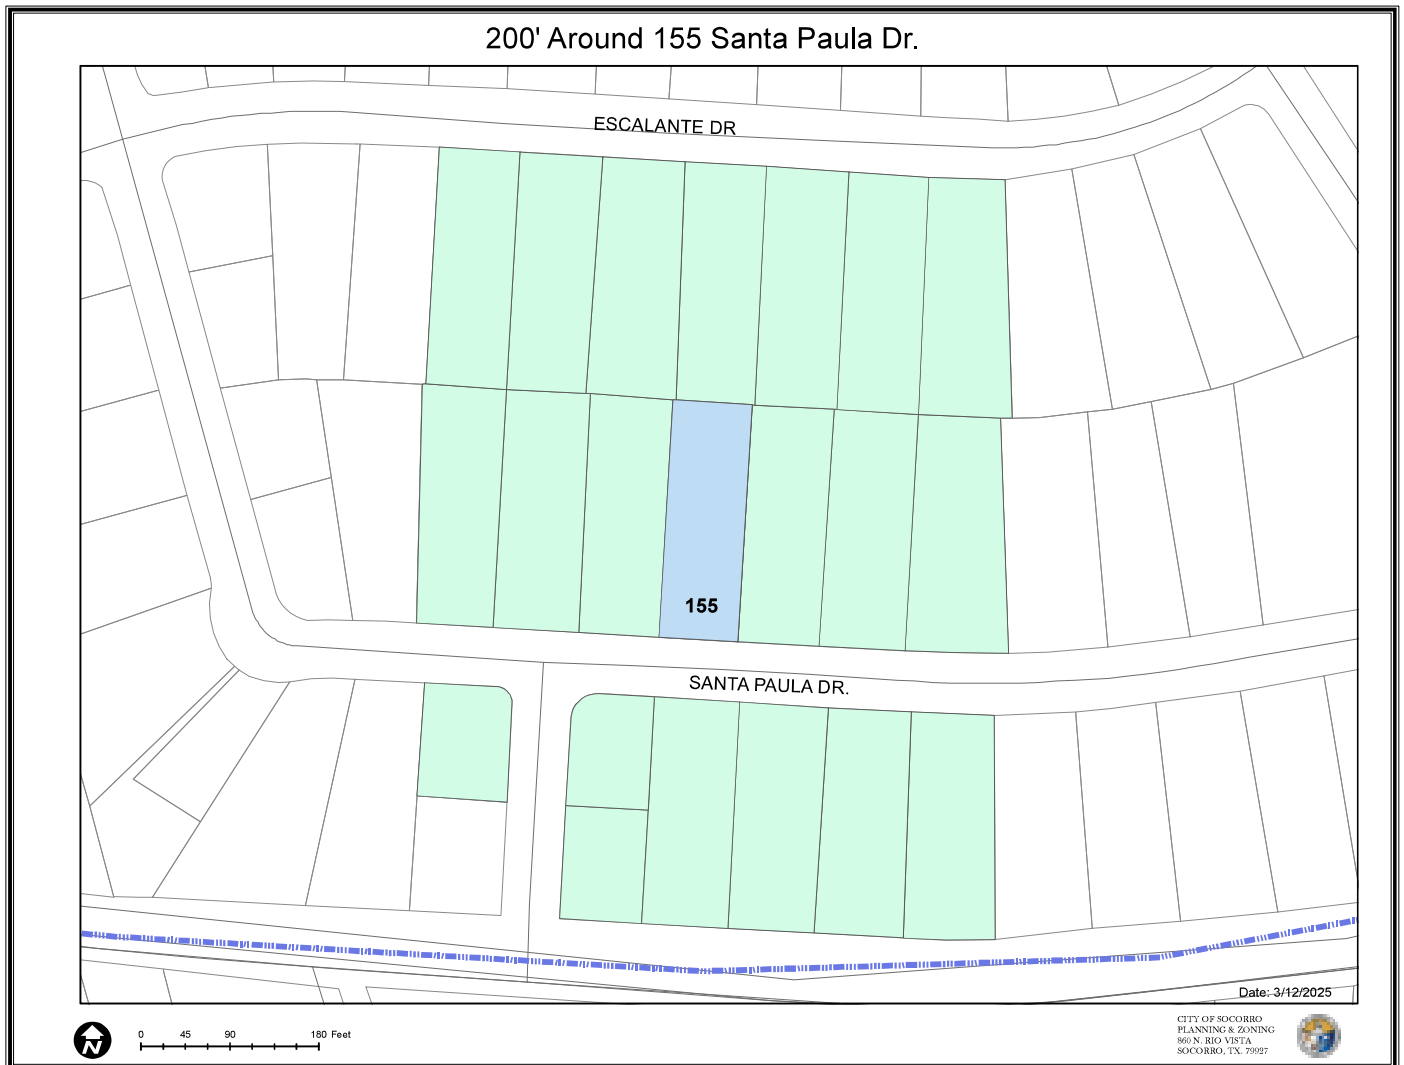 200' Around 155 Santa Paula Dr.
ESCALANTE DR
155
SANTA PAULA DR.
Date: 3/12/2025
N
0 45 90 180 Feet
CITY OF SOCORRO
PLANNING & ZONING
860 N. RIO VISTA
SOCORRO, TX. 79927